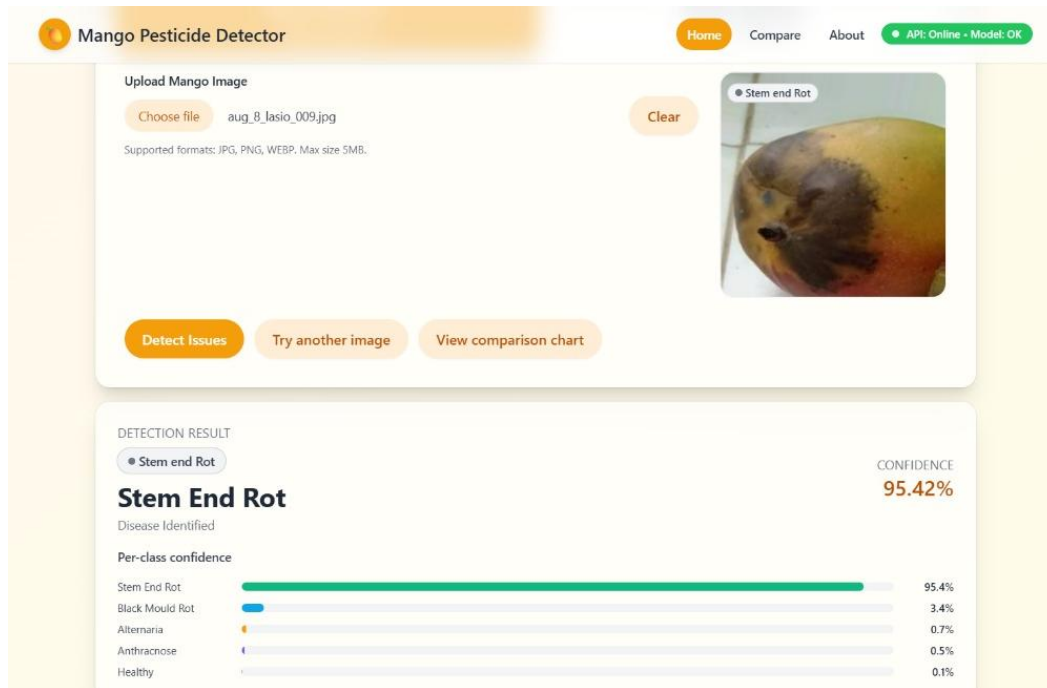 Mango Pesticide Detector
Home Compare About API: Online - Model: OK
Upload Mango Image
Choose file aug_8_lasio_009.jpg
Clear
Stem end Rot
Supported formats: JPG, PNG, WEBP. Max size 5MB.
Detect Issues Try another image View comparison chart
DETECTION RESULT
Stem end Rot
Stem End Rot
Disease Identified
CONFIDENCE
95.42%
Per-class confidence
Stem End Rot 95.4%
Black Mould Rot 3.4%
Alternaria 0.7%
Anthracnose 0.5%
Healthy 0.1%